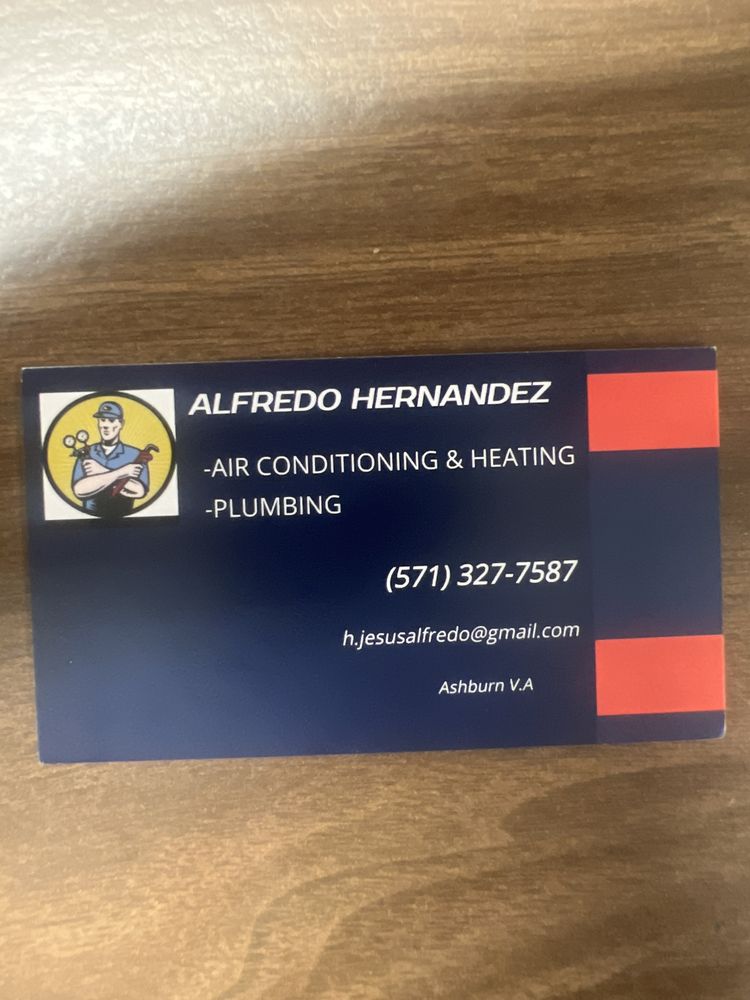 ALFREDO HERNANDEZ
-AIR CONDITIONING & HEATING
-PLUMBING
(571) 327-7587
h.jesusalfredo@gmail.com
Ashburn V.A